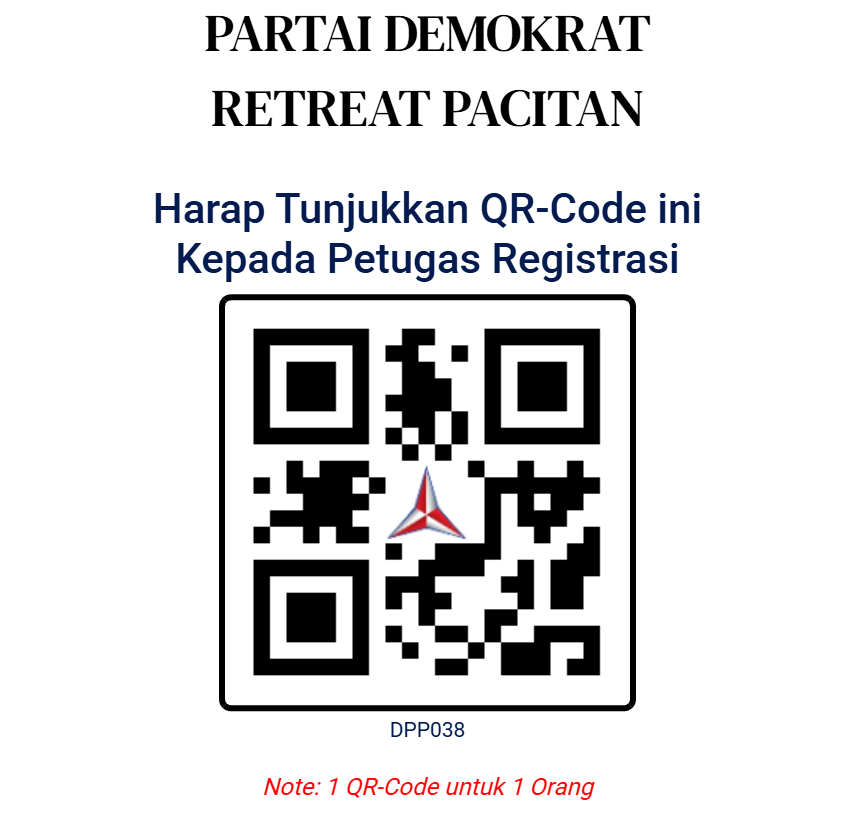 PARTAI DEMOKRAT
RETREAT PACITAN
Harap Tunjukkan QR-Code ini
Kepada Petugas Registrasi
DPP038
Note: 1 QR-Code untuk 1 Orang